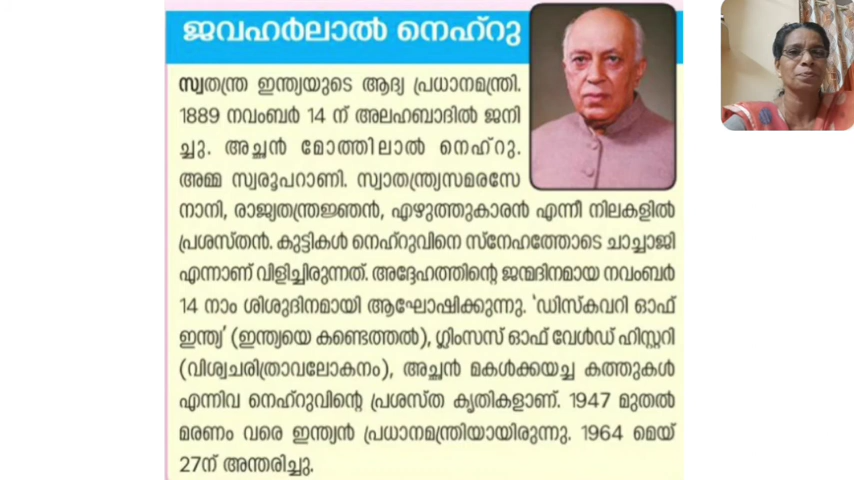 ജവഹർലാൽ നെഹ്റു
സ്വതന്ത്ര ഇന്ത്യയുടെ ആദ്യ പ്രധാനമന്ത്രി.
1889 നവംബർ 14 ന് അലഹബാദിൽ ജനി
ച്ചു. അച്ഛൻ മോത്തിലാൽ നെഹ്റു.
അമ്മ സ്വരൂപറാണി. സ്വാതന്ത്ര്യസമരസേ
നാനി, രാജ്യതന്ത്രജ്ഞൻ, എഴുത്തുകാരൻ എന്നീ നിലകളിൽ
പ്രശസ്തൻ. കുട്ടികൾ നെഹ്റുവിനെ സ്നേഹത്തോടെ ചാച്ചാജി
എന്നാണ് വിളിച്ചിരുന്നത്. അദ്ദേഹത്തിന്റെ ജന്മദിനമായ നവംബർ
14 നാം ശിശുദിനമായി ആഘോഷിക്കുന്നു. 'ഡിസ്കവറി ഓഫ്
ഇന്ത്യ' (ഇന്ത്യയെ കണ്ടെത്തൽ), ഗ്ലിംസസ് ഓഫ് വേൾഡ് ഹിസ്റ്ററി
(വിശ്വചരിത്രാവലോകനം), അച്ഛൻ മകൾക്കയച്ച കത്തുകൾ
എന്നിവ നെഹ്റുവിന്റെ പ്രശസ്ത കൃതികളാണ്. 1947 മുതൽ
മരണം വരെ ഇന്ത്യൻ പ്രധാനമന്ത്രിയായിരുന്നു. 1964 മെയ്
27ന് അന്തരിച്ചു.